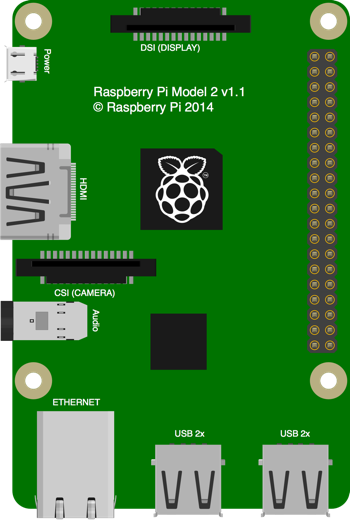 DSI (DISPLAY)
Power
Raspberry Pi Model 2 v1.1
© Raspberry Pi 2014
HDMI
TM
CSI (CAMERA)
Audio
ETHERNET
USB 2x
USB 2x